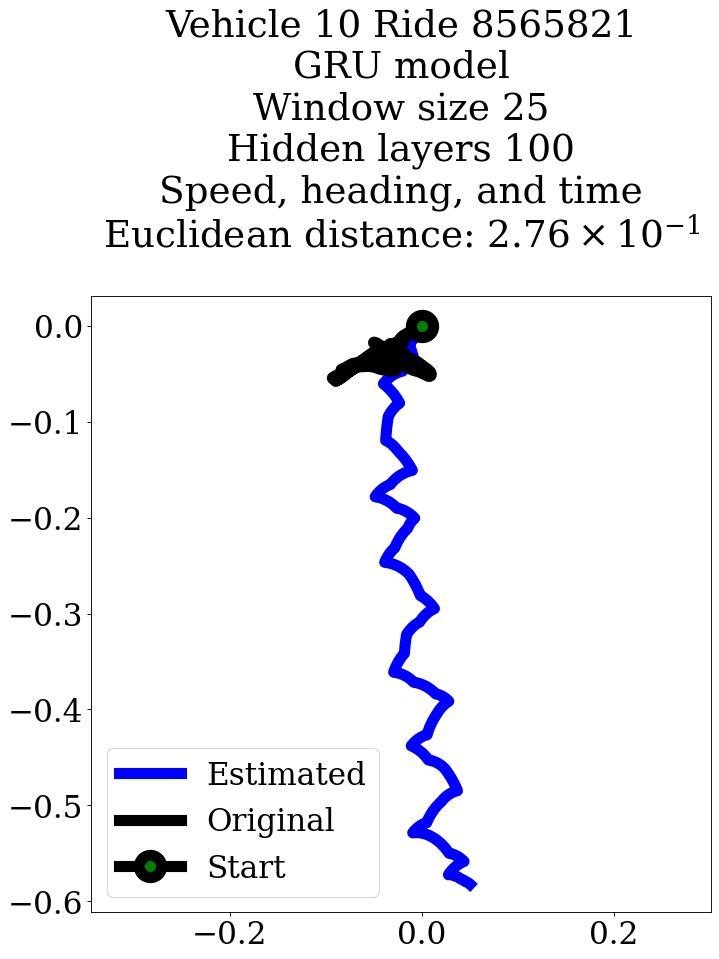 Vehicle 10 Ride 8565821
GRU model
Window size 25
Hidden layers 100
Speed, heading, and time
Euclidean distance: 2.76 × 10⁻¹
0.0
−0.1
−0.2
−0.3
−0.4
−0.5
−0.6
Estimated
Original
Start
−0.2 0.0 0.2